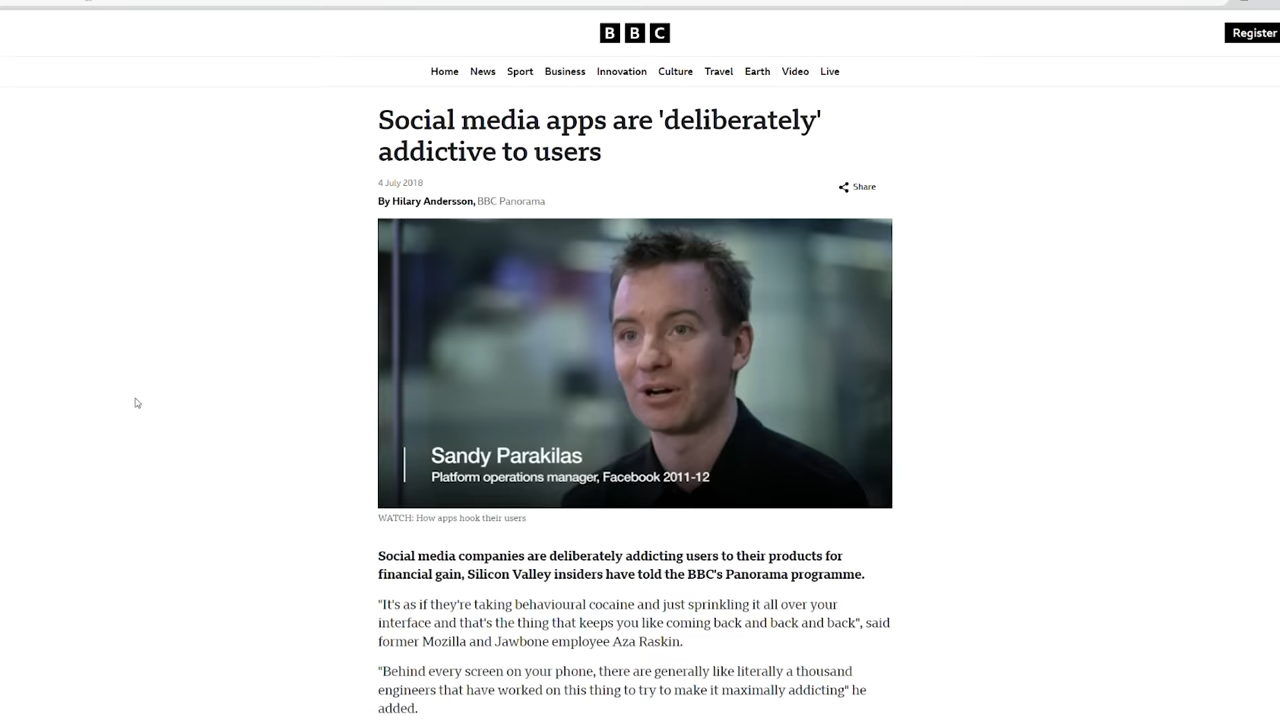 BBC
Register
Home News Sport Business Innovation Culture Travel Earth Video Live
Social media apps are 'deliberately'
addictive to users
4 July 2018
Share
By Hilary Andersson, BBC Panorama
Sandy Parakilas
Platform operations manager, Facebook 2011-12
WATCH: How apps hook their users
Social media companies are deliberately addicting users to their products for
financial gain, Silicon Valley insiders have told the BBC's Panorama programme.
"It's as if they're taking behavioural cocaine and just sprinkling it all over your
interface and that's the thing that keeps you like coming back and back and back", said
former Mozilla and Jawbone employee Aza Raskin.
"Behind every screen on your phone, there are generally like literally a thousand
engineers that have worked on this thing to try to make it maximally addicting" he
added.